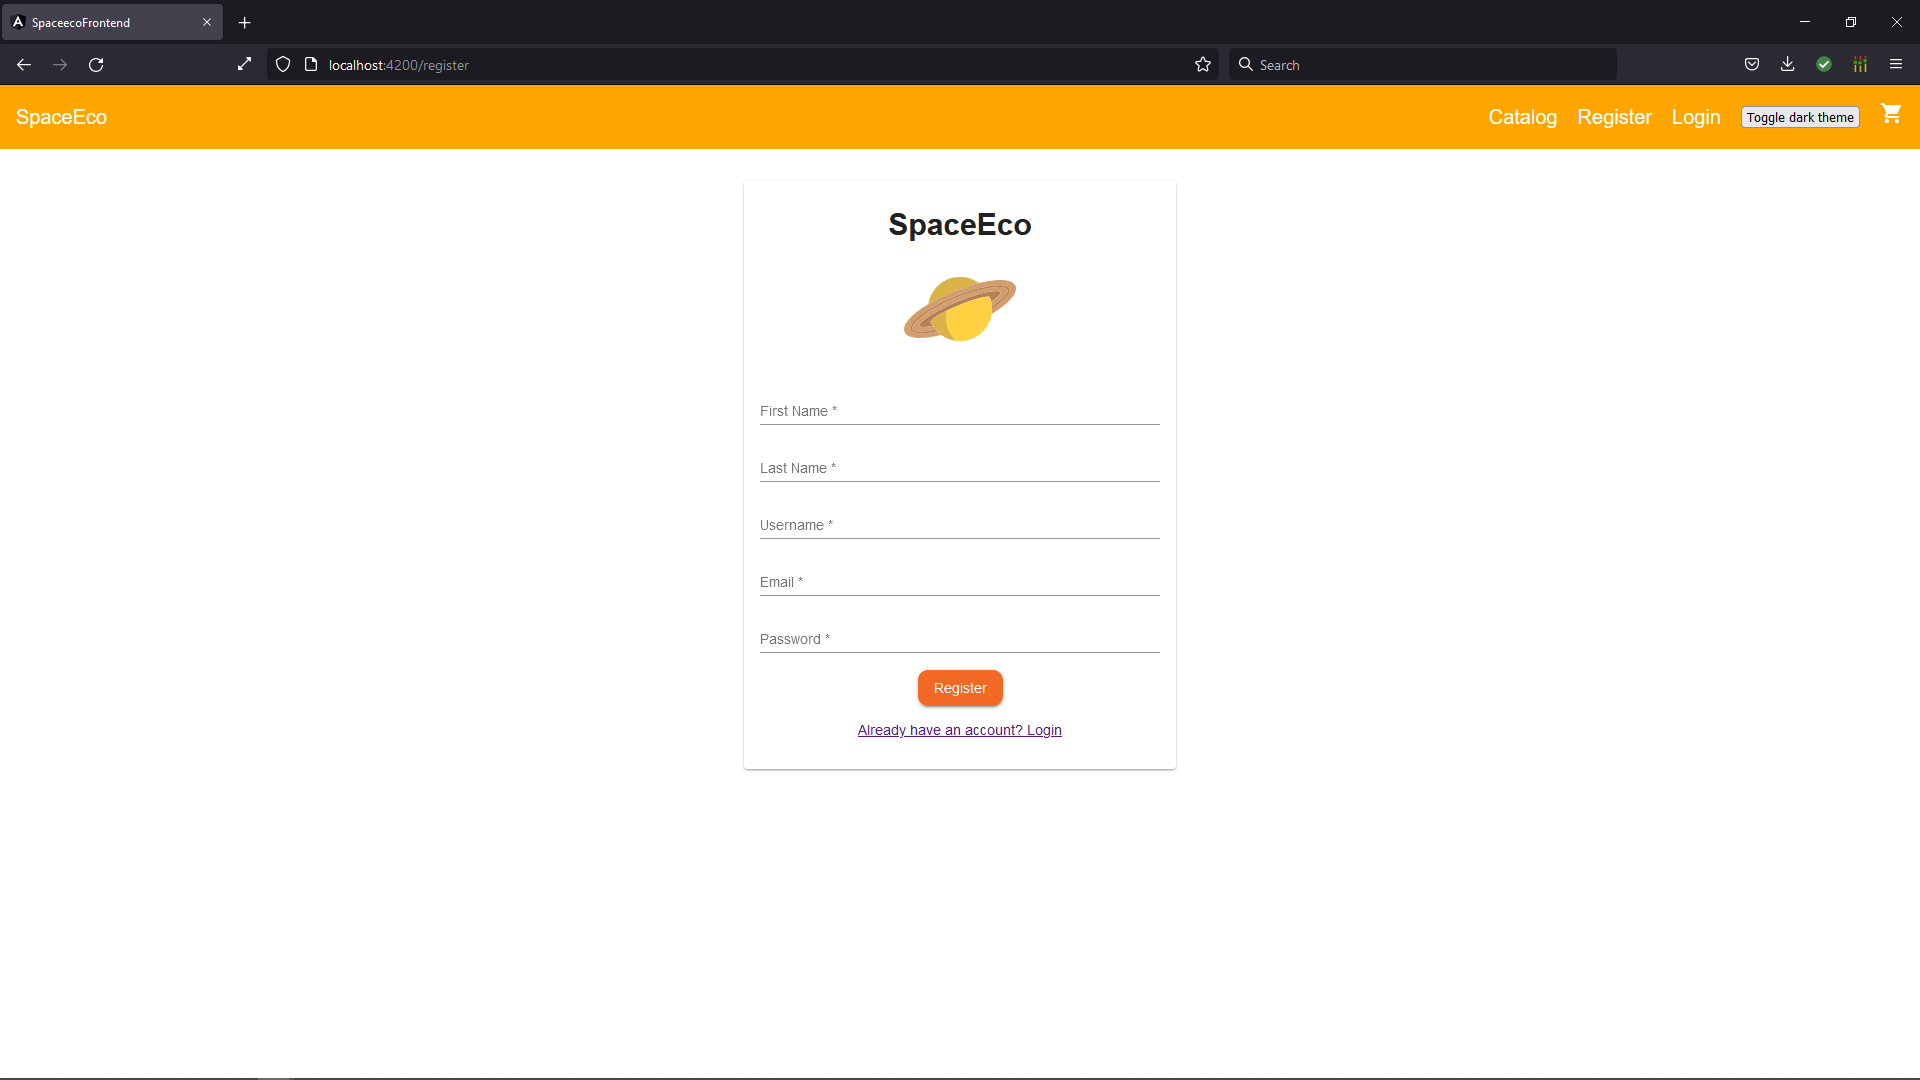 SpaceecoFrontend
localhost:4200/register
Search
SpaceEco
Catalog Register Login Toggle dark theme
SpaceEco
First Name *
Last Name *
Username *
Email *
Password *
Register
Already have an account? Login